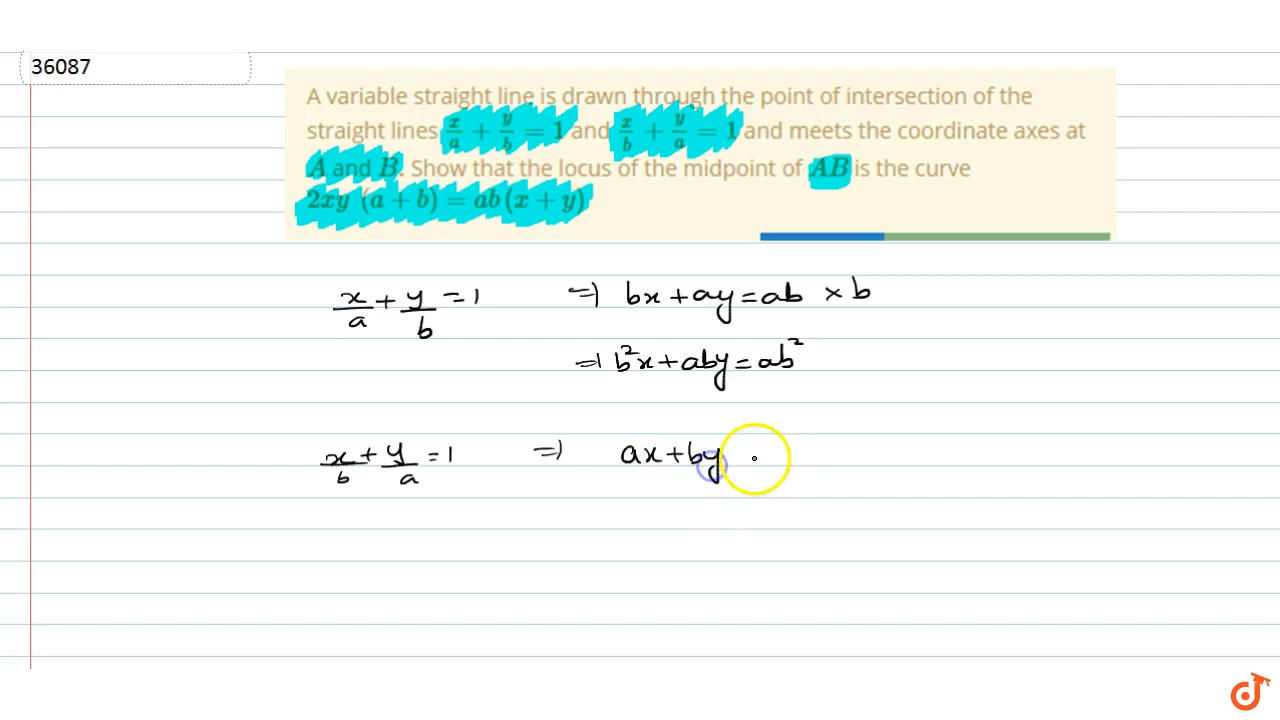 36087
A variable straight line is drawn through the point of intersection of the
straight lines x/a + y/b = 1 and x/b + y/a = 1 and meets the coordinate axes at
A and B. Show that the locus of the midpoint of AB is the curve
2xy (a + b) = ab (x + y)
x/a + y/b = 1 ⇒ bx + ay = ab × b
⇒ b²x + aby = ab²
x/b + y/a = 1 ⇒ ax + by